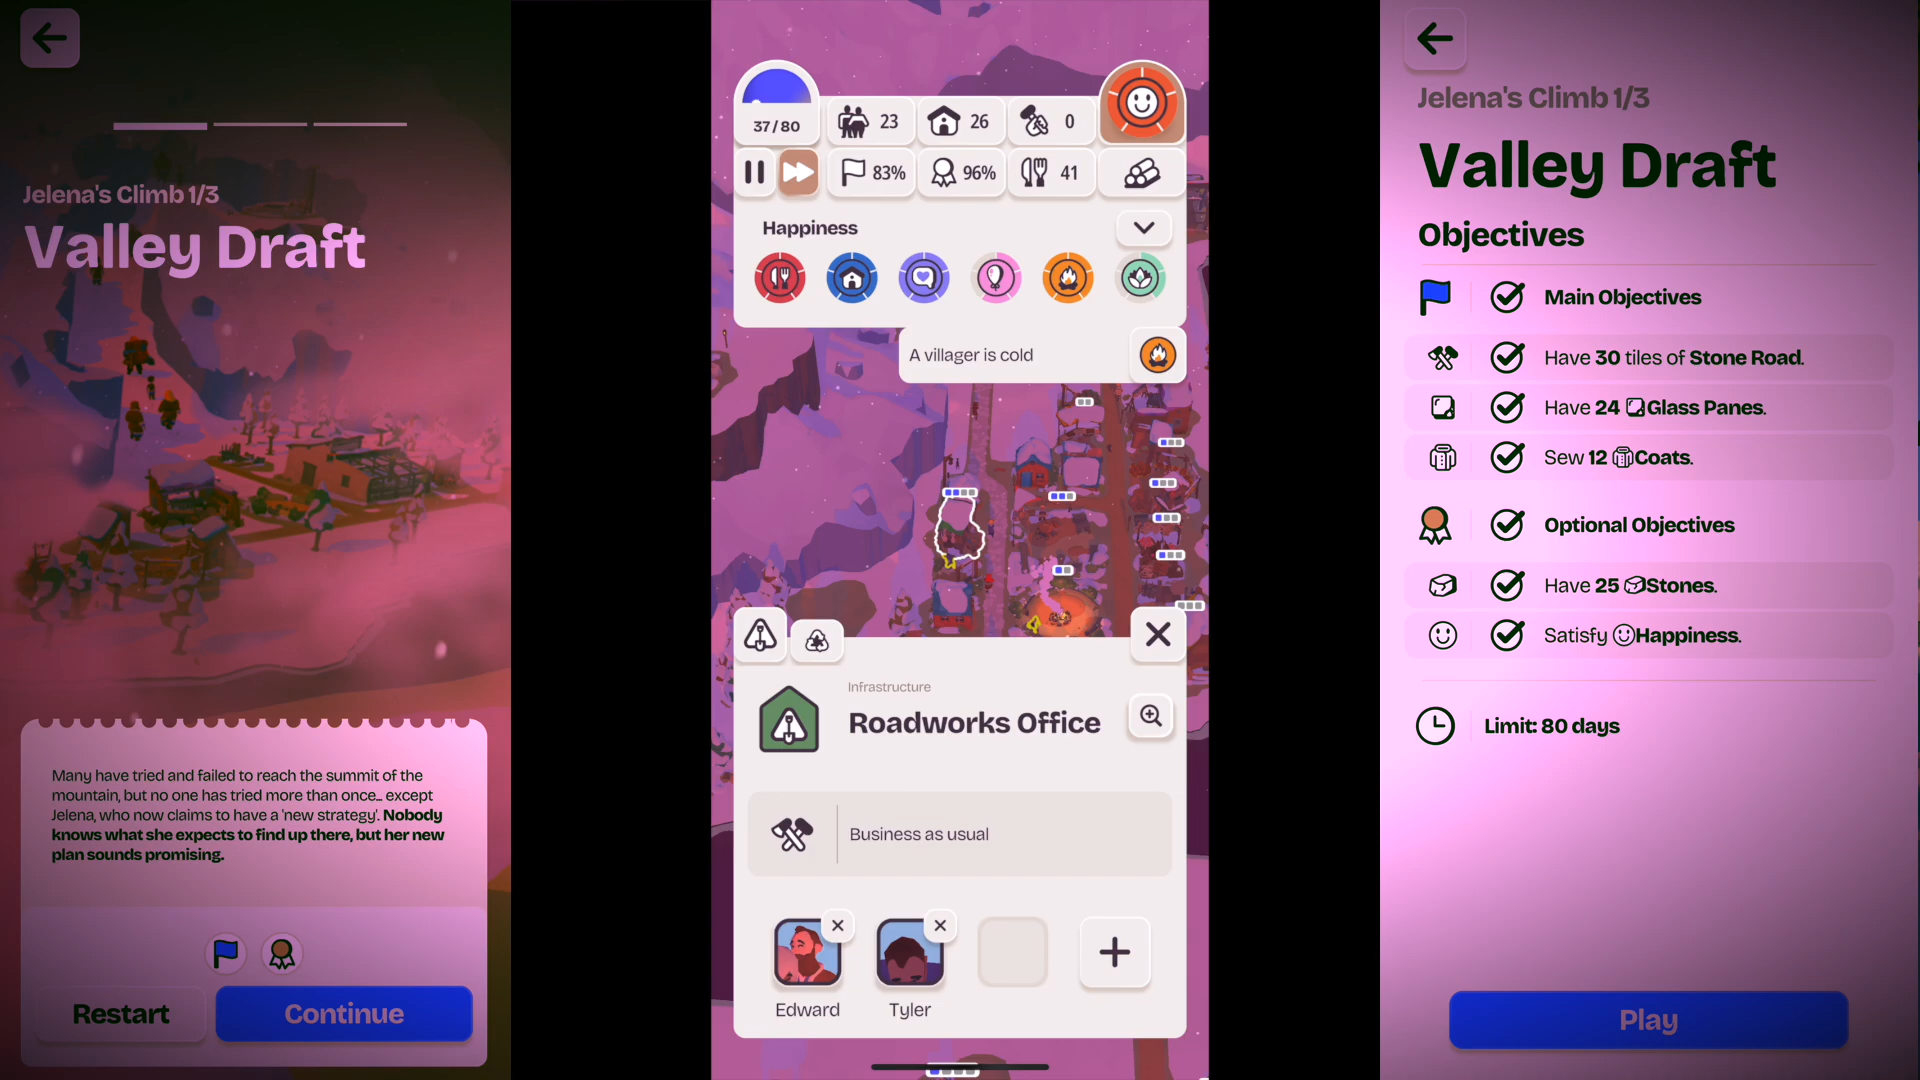 Jelena's Climb 1/3
Valley Draft
Many have tried and failed to reach the summit of the
mountain, but no one has tried more than once... except
Jelena, who now claims to have a 'new strategy'. Nobody
knows what she expects to find up there, but her new
plan sounds promising.
Restart
Continue
37/80
23
26
0
83%
96%
41
Happiness
A villager is cold
Infrastructure
Roadworks Office
Business as usual
Edward
Tyler
Jelena's Climb 1/3
Valley Draft
Objectives
Main Objectives
Have 30 tiles of Stone Road.
Have 24 Glass Panes.
Sew 12 Coats.
Optional Objectives
Have 25 Stones.
Satisfy Happiness.
Limit: 80 days
Play